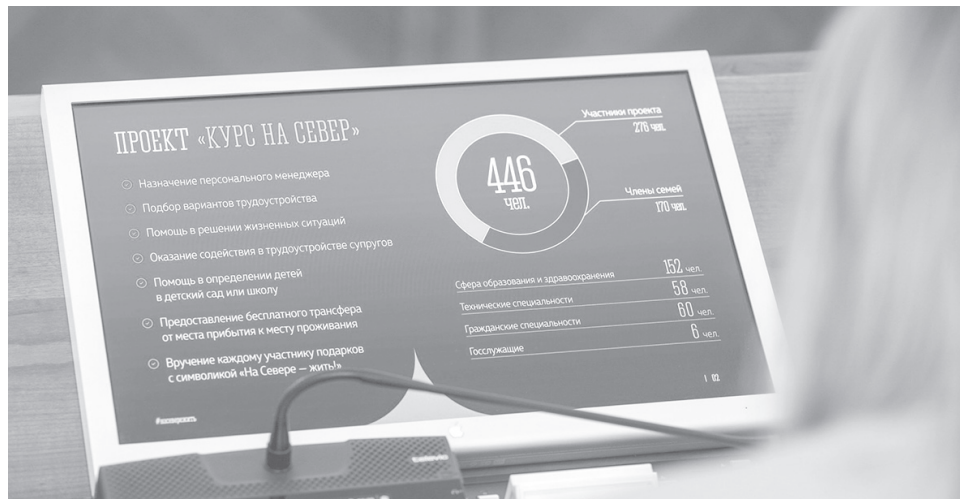 ПРОЕКТ «КУРС НА СЕВЕР»
Назначение персонального менеджера
Подбор вариантов трудоустройства
Помощь в решении жизненных ситуаций
Оказание содействия в трудоустройстве супругов
Помощь в определении детей
в детский сад или школу
Предоставление бесплатного трансфера
от места прибытия к месту проживания
Вручение каждому участнику подарков
с символикой «На Севере – жить!»
446
чел.
Участники проекта
276 чел.
Члены семей
170 чел.
Сфера образования и здравоохранения 152 чел.
Технические специальности 58 чел.
Гражданские специальности 60 чел.
Госслужащие 6 чел.
| 02
televic